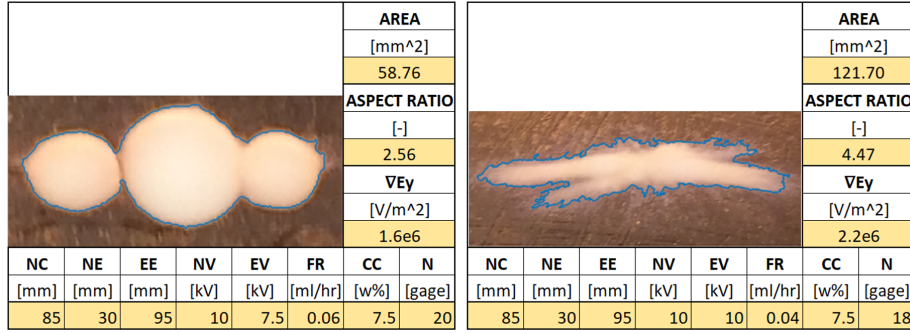 AREA
[mm^2]
58.76
ASPECT RATIO
[-]
2.56
∇Ey
[V/m^2]
1.6e6
NC NE EE NV EV FR CC N
[mm] [mm] [mm] [kV] [kV] [ml/hr] [w%] [gage]
85 30 95 10 7.5 0.06 7.5 20
AREA
[mm^2]
121.70
ASPECT RATIO
[-]
4.47
∇Ey
[V/m^2]
2.2e6
NC NE EE NV EV FR CC N
[mm] [mm] [mm] [kV] [kV] [ml/hr] [w%] [gage]
85 30 95 10 10 0.04 7.5 18